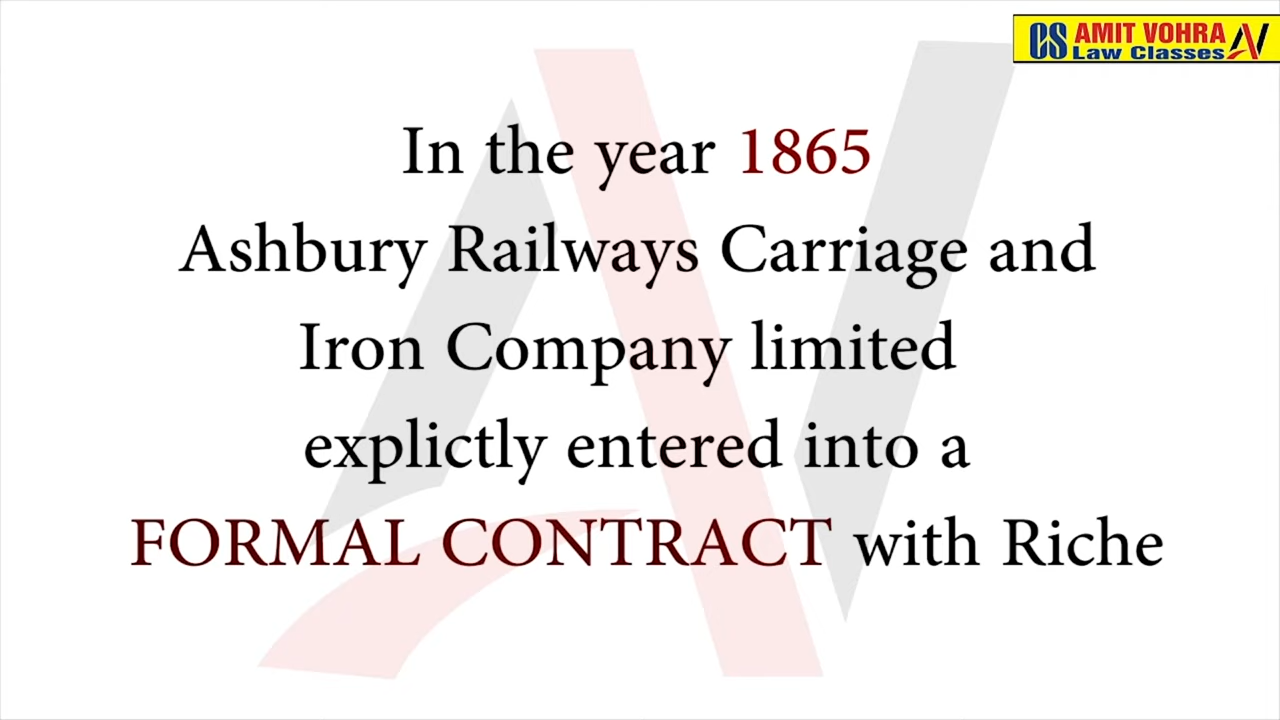 CS AMIT VOHRA
Law Classes AV
In the year 1865
Ashbury Railways Carriage and
Iron Company limited
explictly entered into a
FORMAL CONTRACT with Riche